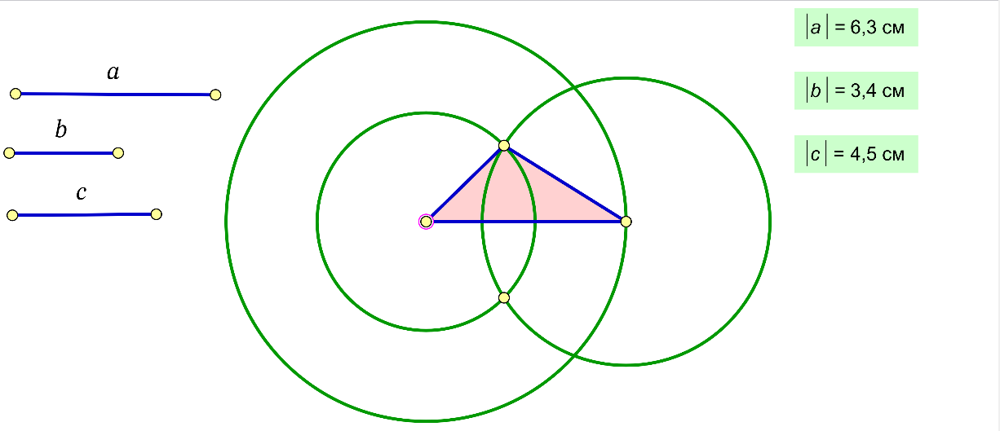 a
b
c
|a| = 6,3 см
|b| = 3,4 см
|c| = 4,5 см